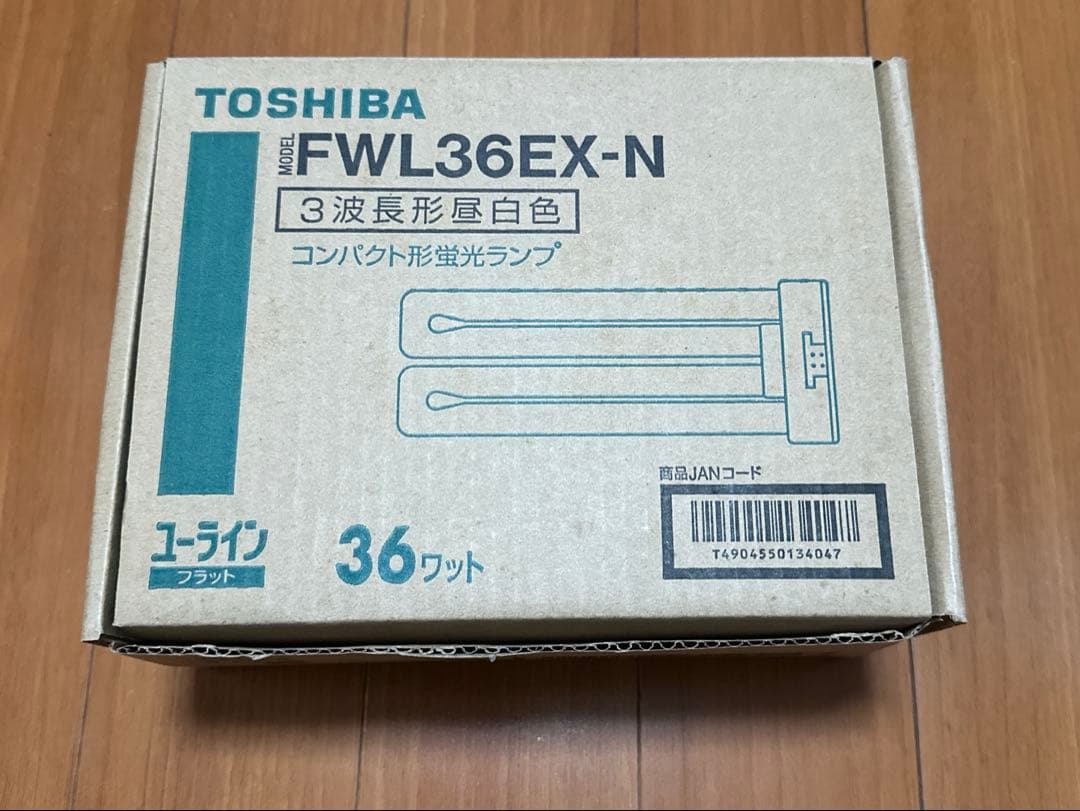 TOSHIBA
MODEL FWL36EX-N
3波長形昼白色
コンパクト形蛍光ランプ
商品JANコード
T4904550134047
ユーライン
フラット
36ワット